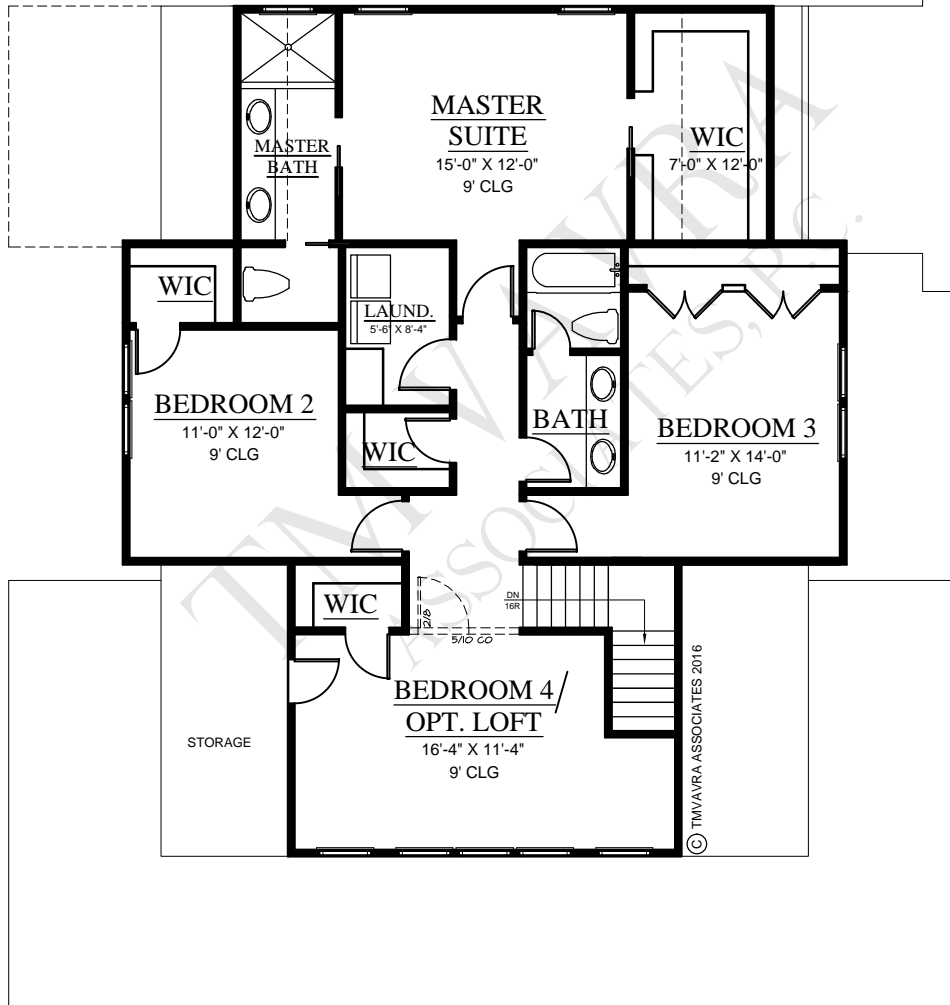 MASTER
SUITE
15'-0" X 12'-0"
9' CLG
MASTER
BATH
WIC
7'-0" X 12'-0"
WIC
LAUND.
5'-6" X 8'-4"
BEDROOM 2
11'-0" X 12'-0"
9' CLG
WIC
BATH
BEDROOM 3
11'-2" X 14'-0"
9' CLG
WIC
2/8
5/10 CO
DN
16R
BEDROOM 4/
OPT. LOFT
16'-4" X 11'-4"
9' CLG
STORAGE
© TMVAVRA ASSOCIATES 2016
TMVAVRA
ASSOCIATES, P.C.